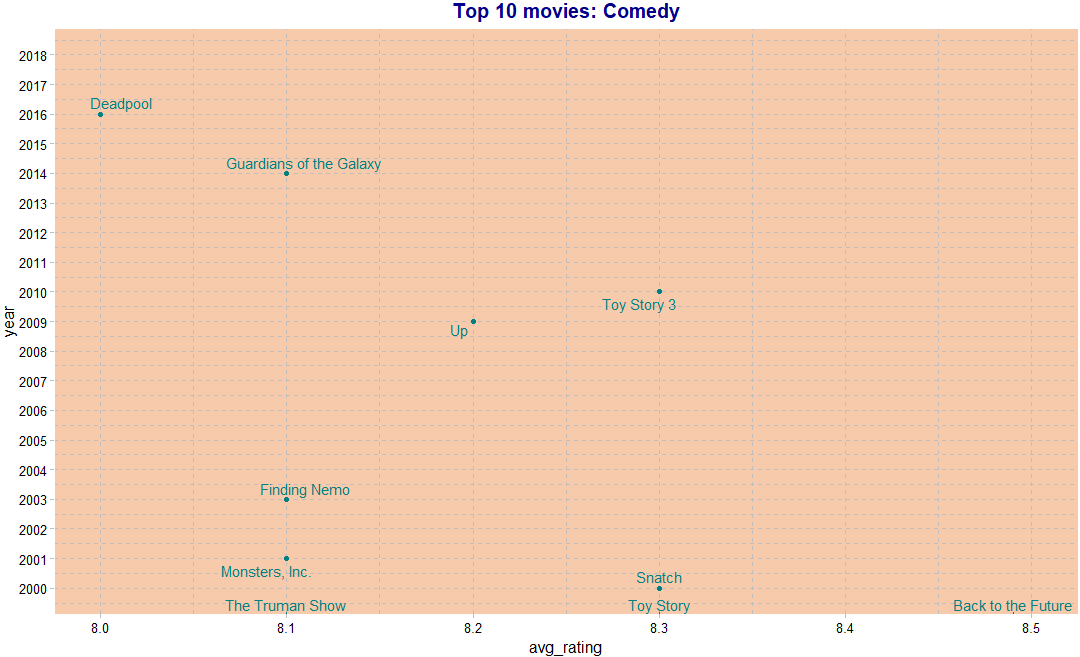 Top 10 movies: Comedy
2018
2017
Deadpool
2016
2015
Guardians of the Galaxy
2014
2013
2012
2011
2010
Toy Story 3
2009
Up
year
2008
2007
2006
2005
2004
Finding Nemo
2003
2002
2001
Monsters, Inc.
Snatch
2000
The Truman Show
Toy Story
Back to the Future
8.0 8.1 8.2 8.3 8.4 8.5
avg_rating